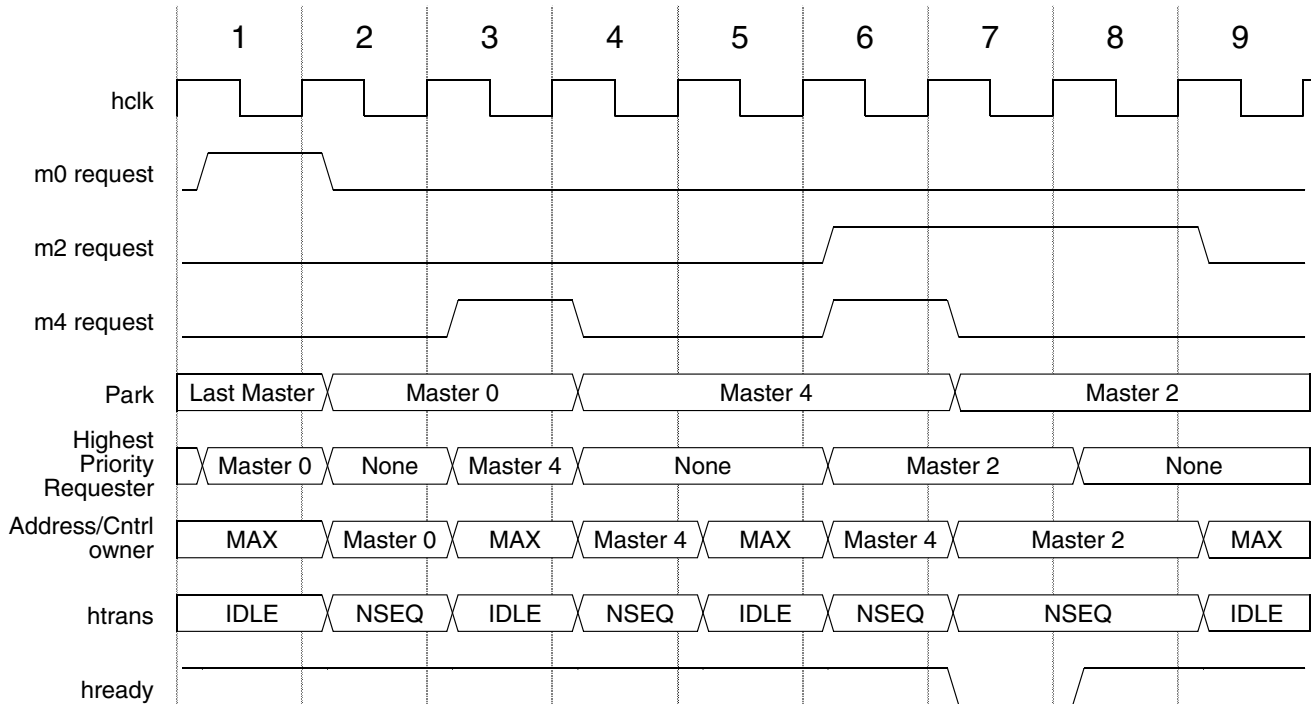 1 2 3 4 5 6 7 8 9
hclk
m0 request
m2 request
m4 request
Park Last Master Master 0 Master 4 Master 2
Highest
Priority
Requester
Master 0 None Master 4 None Master 2 None
Address/Cntrl
owner
MAX Master 0 MAX Master 4 MAX Master 4 Master 2 MAX
htrans IDLE NSEQ IDLE NSEQ IDLE NSEQ NSEQ IDLE
hready